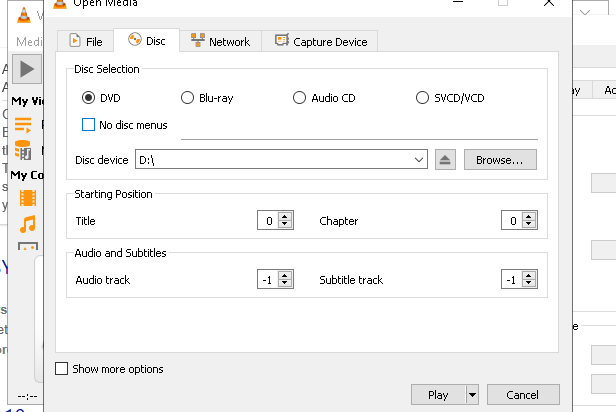 Open Media
File
Disc
Network
Capture Device
Medi
Disc Selection
DVD
Blu-ray
Audio CD
SVCD/VCD
No disc menus
My Vi
Disc device
D:\
Browse...
My Co
Starting Position
Title
0
Chapter
0
Audio and Subtitles
Audio track
-1
Subtitle track
-1
Show more options
--:--
Play
Cancel